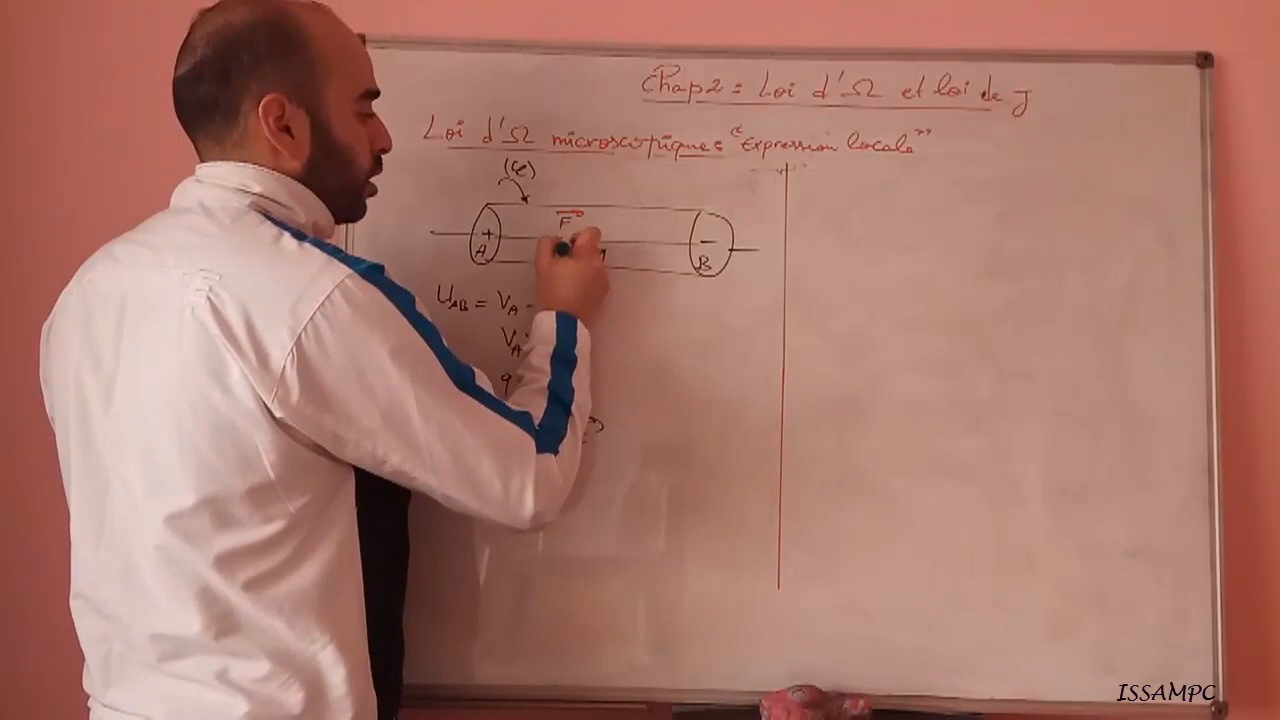 Chap2 : Loi d'Ω et loi de J
Loi d'Ω microscopique : "expression locale"
(C)
F
+ −
A B
U_AB = V_A -
V_A
q
ISSAMPC